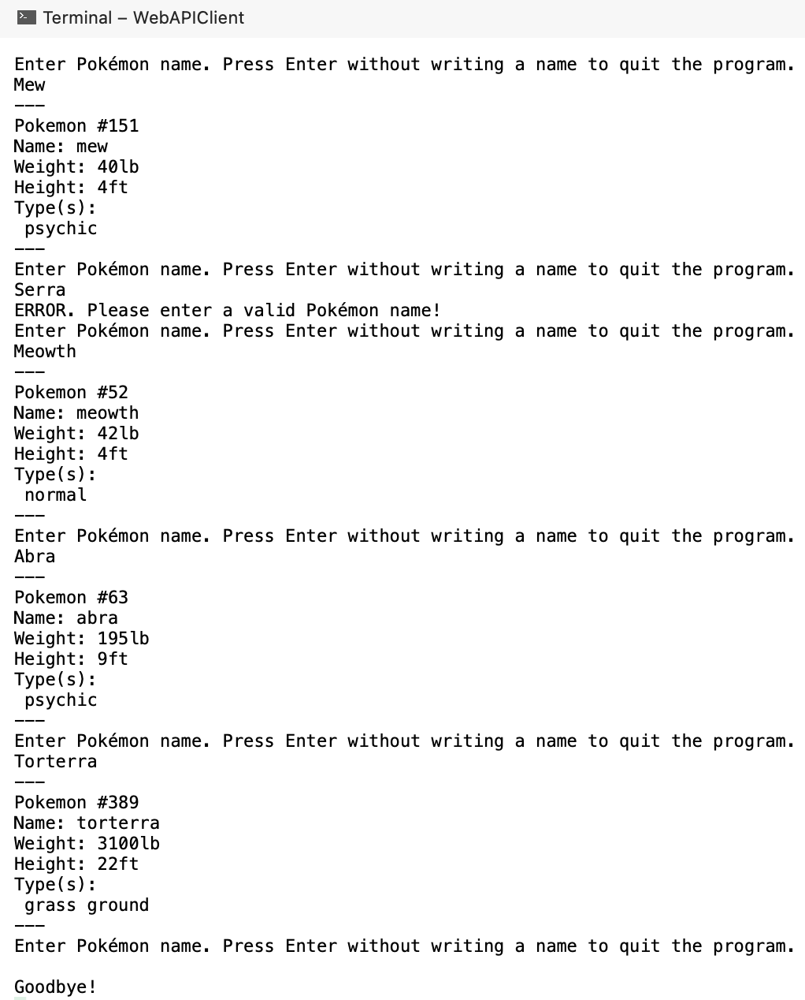 Terminal – WebAPIClient
Enter Pokémon name. Press Enter without writing a name to quit the program.
Mew
---
Pokemon #151
Name: mew
Weight: 40lb
Height: 4ft
Type(s):
 psychic
---
Enter Pokémon name. Press Enter without writing a name to quit the program.
Serra
ERROR. Please enter a valid Pokémon name!
Enter Pokémon name. Press Enter without writing a name to quit the program.
Meowth
---
Pokemon #52
Name: meowth
Weight: 42lb
Height: 4ft
Type(s):
 normal
---
Enter Pokémon name. Press Enter without writing a name to quit the program.
Abra
---
Pokemon #63
Name: abra
Weight: 195lb
Height: 9ft
Type(s):
 psychic
---
Enter Pokémon name. Press Enter without writing a name to quit the program.
Torterra
---
Pokemon #389
Name: torterra
Weight: 3100lb
Height: 22ft
Type(s):
 grass ground
---
Enter Pokémon name. Press Enter without writing a name to quit the program.

Goodbye!